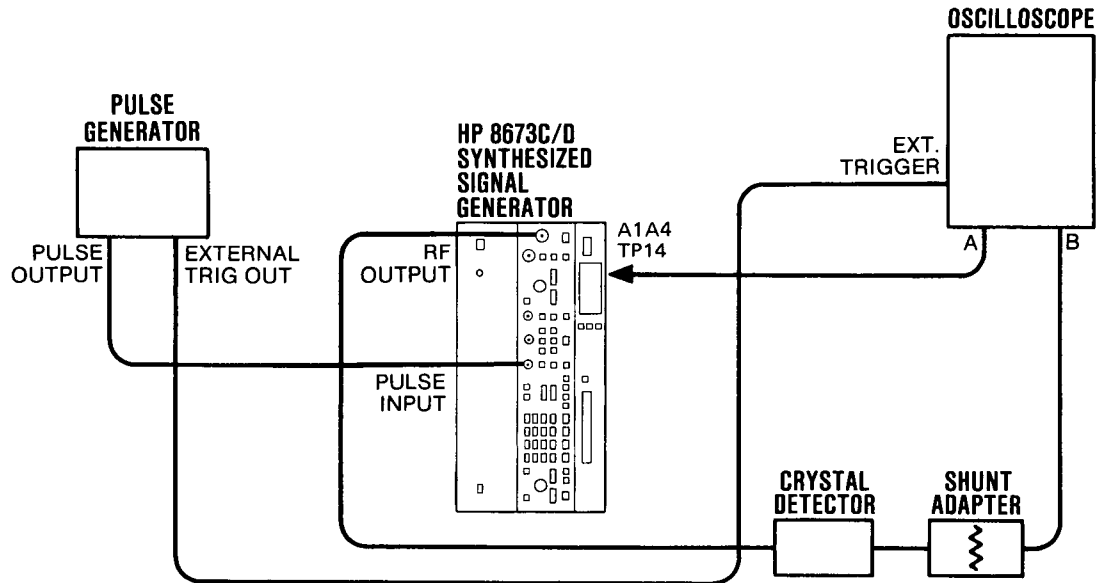 OSCILLOSCOPE
PULSE
GENERATOR
HP 8673C/D
SYNTHESIZED
SIGNAL
GENERATOR
EXT.
TRIGGER
PULSE
OUTPUT
EXTERNAL
TRIG OUT
RF
OUTPUT
A1A4
TP14
A
B
PULSE
INPUT
CRYSTAL
DETECTOR
SHUNT
ADAPTER